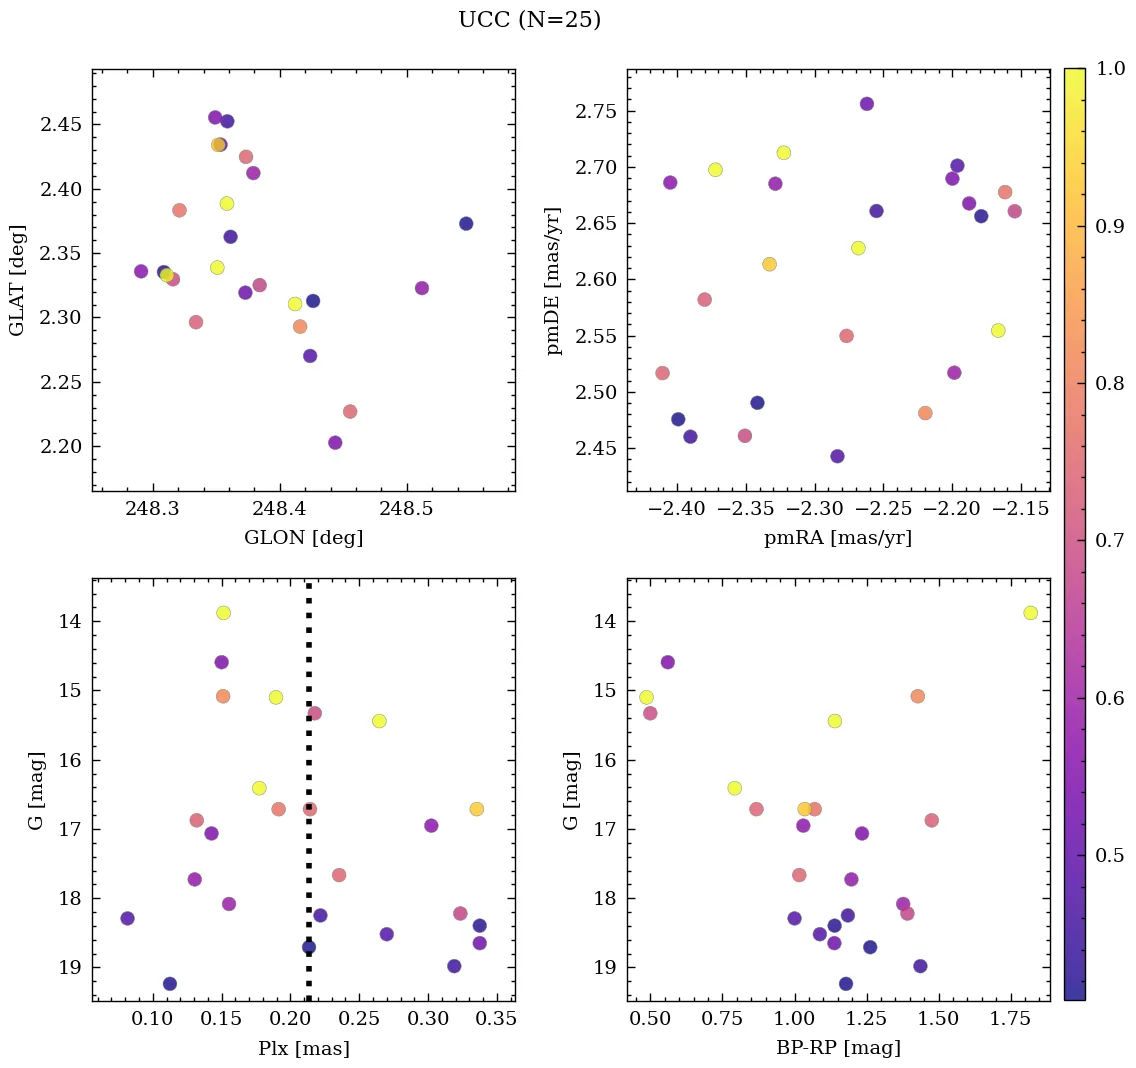 UCC (N=25)
2.45
2.40
2.35
2.30
2.25
2.20
GLAT [deg]
248.3 248.4 248.5
GLON [deg]
2.75
2.70
2.65
2.60
2.55
2.50
2.45
pmDE [mas/yr]
−2.40 −2.35 −2.30 −2.25 −2.20 −2.15
pmRA [mas/yr]
1.0
0.9
0.8
0.7
0.6
0.5
14
15
16
17
18
19
G [mag]
0.10 0.15 0.20 0.25 0.30 0.35
Plx [mas]
14
15
16
17
18
19
G [mag]
0.50 0.75 1.00 1.25 1.50 1.75
BP-RP [mag]